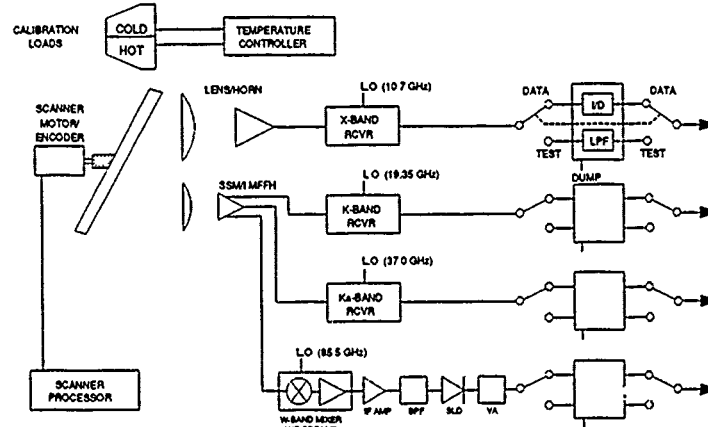 CALIBRATION
LOADS
COLD
HOT
TEMPERATURE
CONTROLLER
SCANNER
MOTOR/
ENCODER
LENS/HORN
LO (10.7 GHz)
X-BAND
RCVR
DATA
I/D
DATA
TEST
LPF
TEST
DUMP
SSM/I MFFH
LO (19.35 GHz)
K-BAND
RCVR
LO (37.0 GHz)
Ka-BAND
RCVR
LO (85.5 GHz)
W-BAND MIXER
IF AMP
BPF
SLD
VA
SCANNER
PROCESSOR